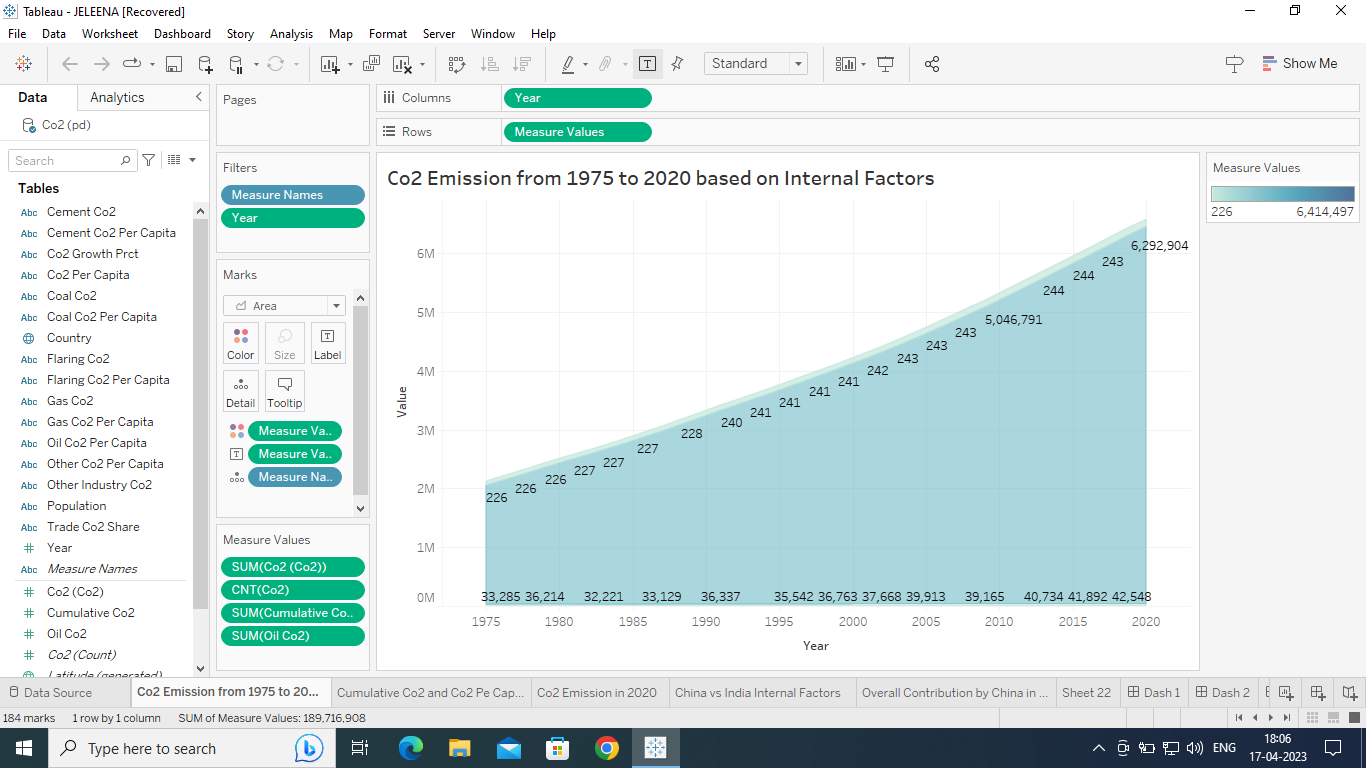 Tableau - JELEENA [Recovered]
File Data Worksheet Dashboard Story Analysis Map Format Server Window Help
Standard
Show Me
Data Analytics
Co2 (pd)
Search
Tables
Abc Cement Co2
Abc Cement Co2 Per Capita
Abc Co2 Growth Prct
Abc Co2 Per Capita
Abc Coal Co2
Abc Coal Co2 Per Capita
Country
Abc Flaring Co2
Abc Flaring Co2 Per Capita
Abc Gas Co2
Abc Gas Co2 Per Capita
Abc Oil Co2 Per Capita
Abc Other Co2 Per Capita
Abc Other Industry Co2
Abc Population
Abc Trade Co2 Share
# Year
Abc Measure Names
# Co2 (Co2)
# Cumulative Co2
# Oil Co2
# Co2 (Count)
Latitude (generated)
Pages
Filters
Measure Names
Year
Marks
Area
Color Size Label
Detail Tooltip
Measure Va..
Measure Va..
Measure Na..
Measure Values
SUM(Co2 (Co2))
CNT(Co2)
SUM(Cumulative Co..
SUM(Oil Co2)
Columns Year
Rows Measure Values
Co2 Emission from 1975 to 2020 based on Internal Factors
Value
6M
5M
4M
3M
2M
1M
0M
226 226 226 227 227 227 228 240 241 241 241 241 242 243 243 243 5,046,791 244 244 243 6,292,904
33,285 36,214 32,221 33,129 36,337 35,542 36,763 37,668 39,913 39,165 40,734 41,892 42,548
1975 1980 1985 1990 1995 2000 2005 2010 2015 2020
Year
Measure Values
226 6,414,497
Data Source Co2 Emission from 1975 to 20... Cumulative Co2 and Co2 Pe Cap... Co2 Emission in 2020 China vs India Internal Factors Overall Contribution by China in ... Sheet 22 Dash 1 Dash 2
184 marks 1 row by 1 column SUM of Measure Values: 189,716,908
Type here to search
ENG
18:06
17-04-2023